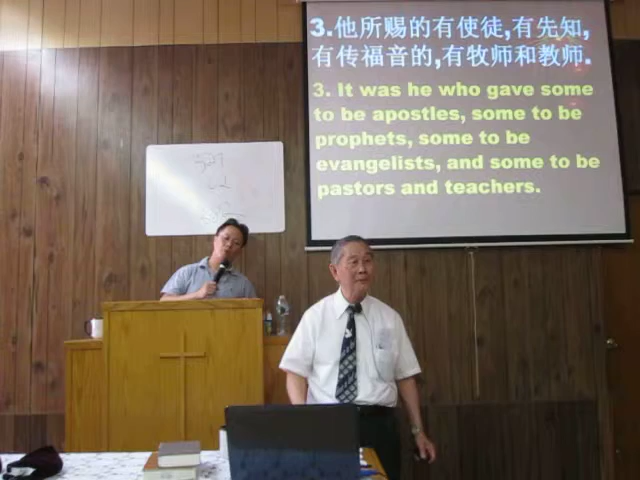 3.他所赐的有使徒,有先知,
有传福音的,有牧师和教师.
3. It was he who gave some
to be apostles, some to be
prophets, some to be
evangelists, and some to be
pastors and teachers.